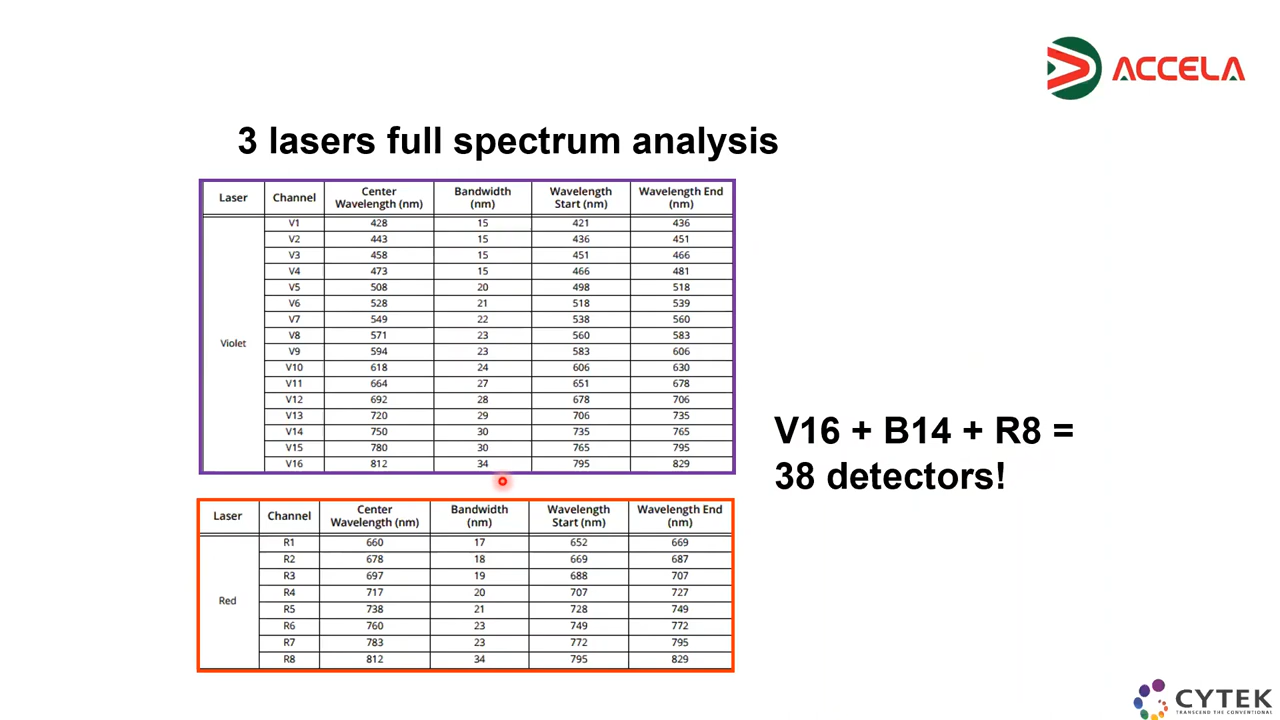 ACCELA
3 lasers full spectrum analysis
Laser Channel Center Wavelength (nm) Bandwidth (nm) Wavelength Start (nm) Wavelength End (nm)
V1 428 15 421 436
V2 443 15 436 451
V3 458 15 451 466
V4 473 15 466 481
V5 508 20 498 518
V6 528 21 518 539
V7 549 22 538 560
V8 571 23 560 583
Violet V9 594 23 583 606
V10 618 24 606 630
V11 664 27 651 678
V12 692 28 678 706
V13 720 29 706 735
V14 750 30 735 765
V15 780 30 765 795
V16 812 34 795 829
V16 + B14 + R8 =
38 detectors!
Laser Channel Center Wavelength (nm) Bandwidth (nm) Wavelength Start (nm) Wavelength End (nm)
R1 660 17 652 669
R2 678 18 669 687
R3 697 19 688 707
R4 717 20 707 727
Red R5 738 21 728 749
R6 760 23 749 772
R7 783 23 772 795
R8 812 34 795 829
CYTEK
TRANSCEND THE CONVENTIONAL